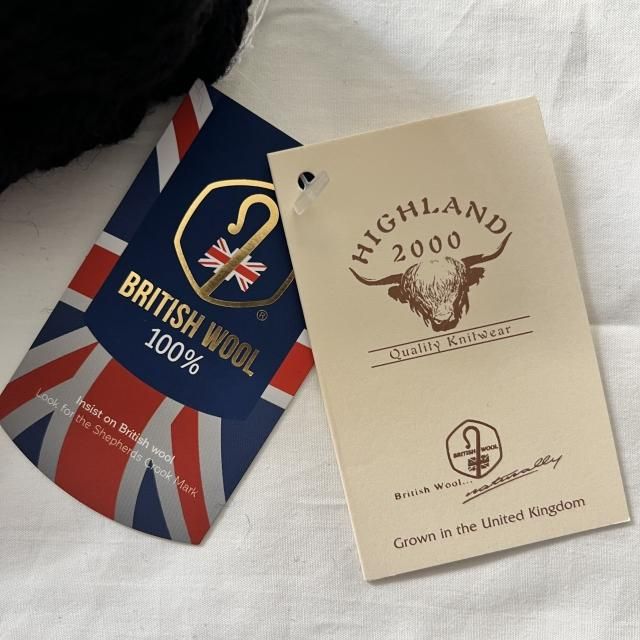 BRITISH WOOL
®
100%
Insist on British wool
Look for the Shepherds Crook Mark
HIGHLAND
2000
Quality Knitwear
BRITISH WOOL
British Wool... naturally
Grown in the United Kingdom